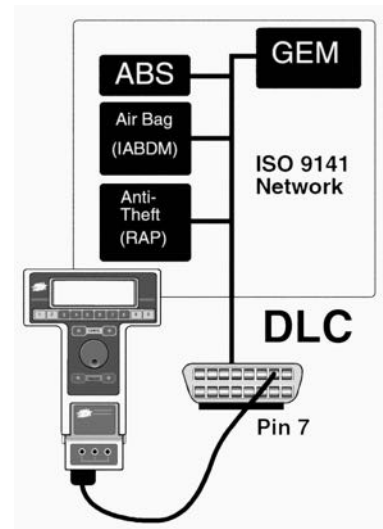 ABS
GEM
Air Bag
(IABDM)
ISO 9141
Network
Anti-
Theft
(RAP)
DLC
Pin 7